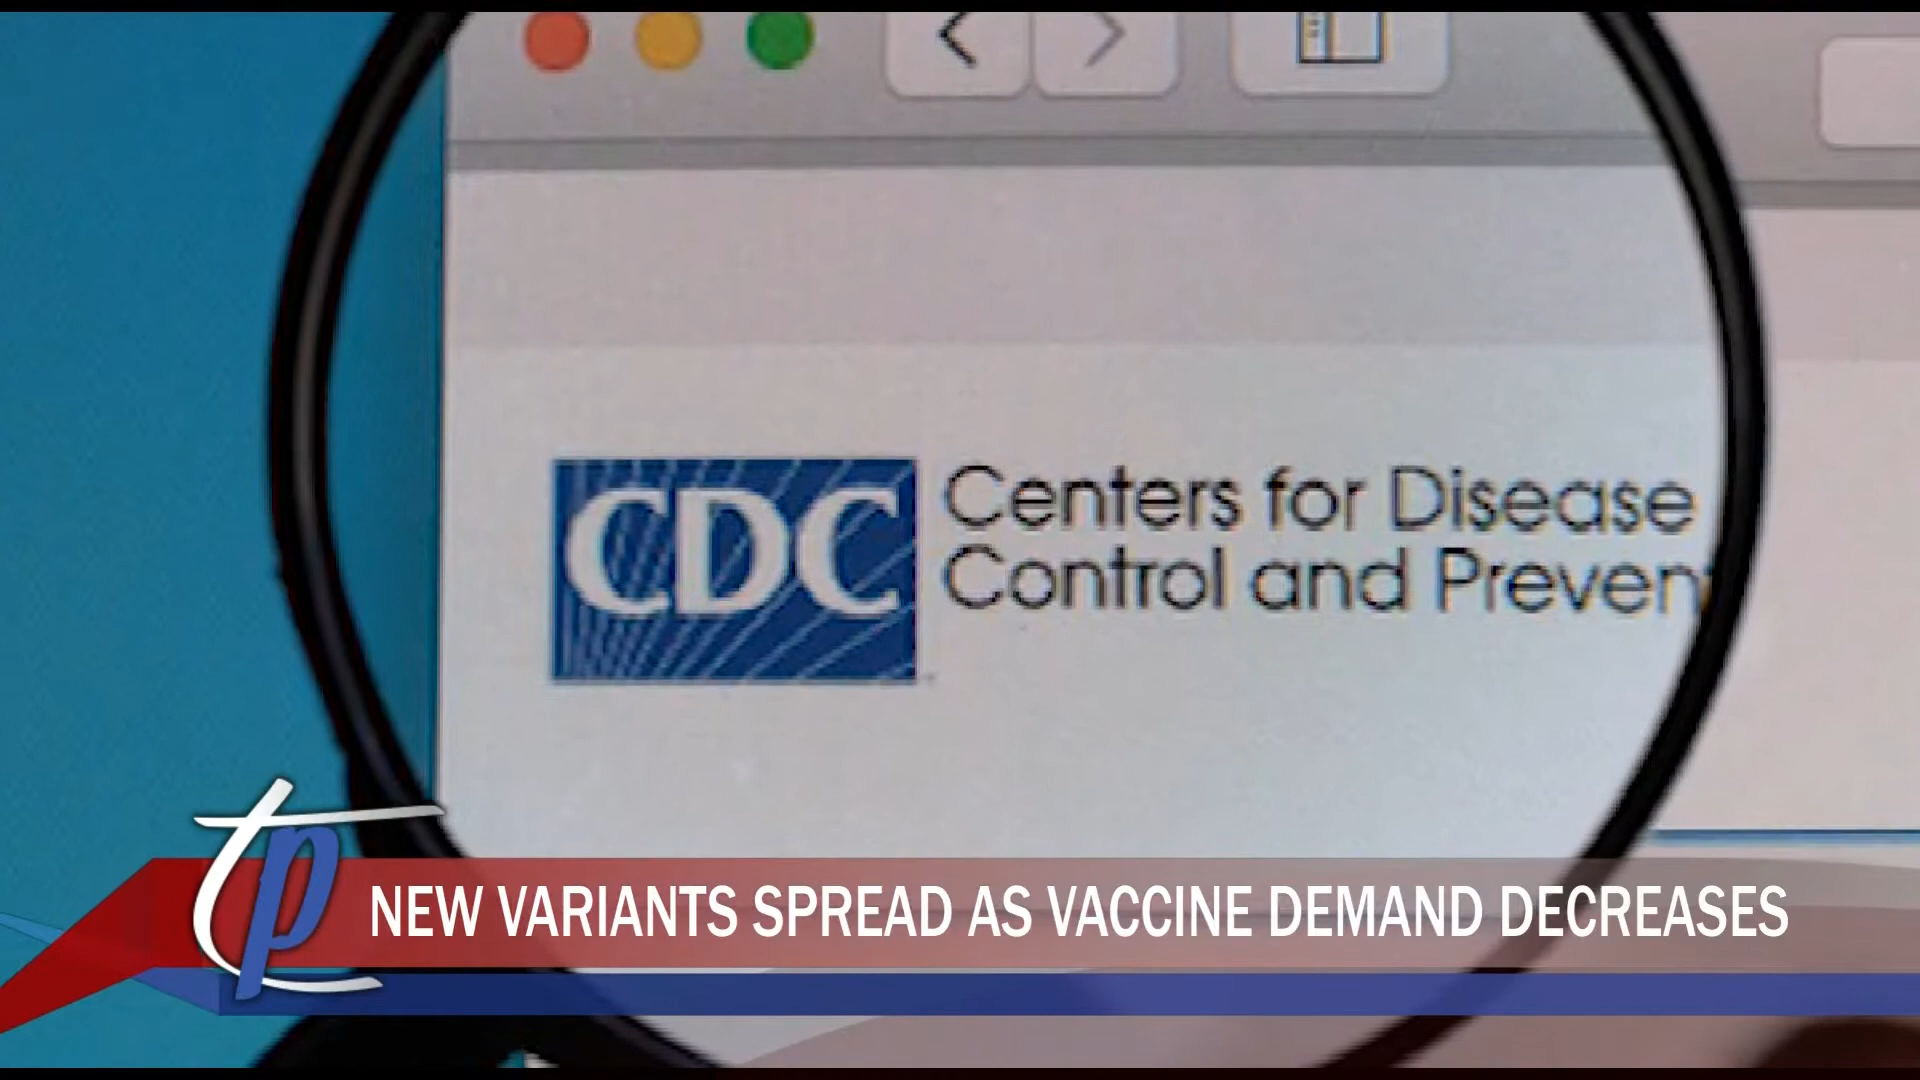 CDC
Centers for Disease
Control and Preven
tp
NEW VARIANTS SPREAD AS VACCINE DEMAND DECREASES